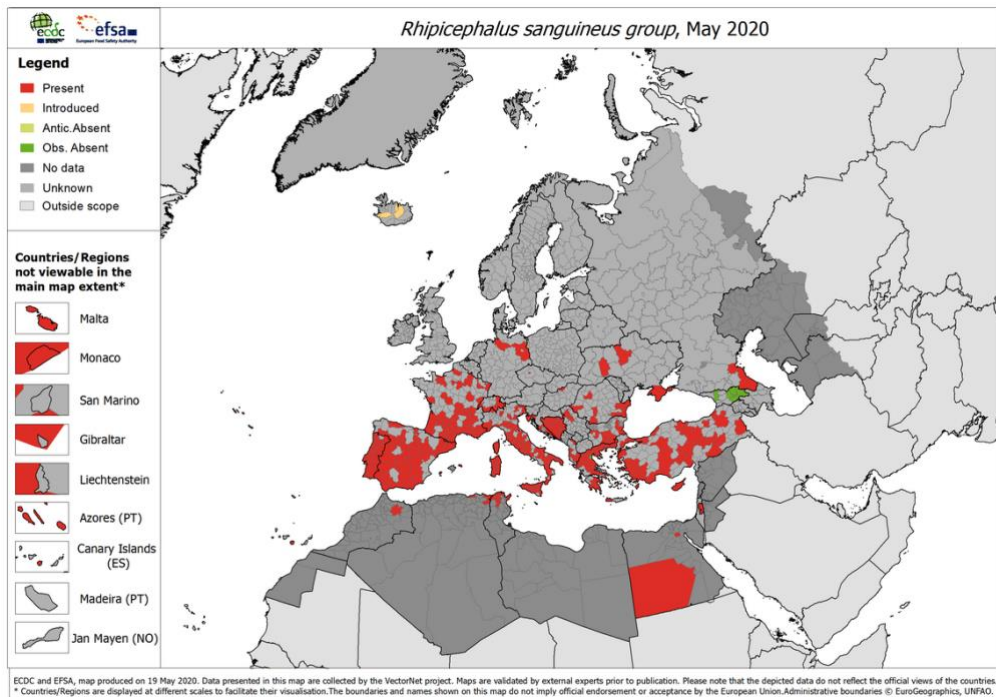 ecdc
efsa
European Food Safety Authority
Rhipicephalus sanguineus group, May 2020
Legend
Present
Introduced
Antic.Absent
Obs. Absent
No data
Unknown
Outside scope
Countries/Regions
not viewable in the
main map extent*
Malta
Monaco
San Marino
Gibraltar
Liechtenstein
Azores (PT)
Canary Islands
(ES)
Madeira (PT)
Jan Mayen (NO)
ECDC and EFSA, map produced on 19 May 2020. Data presented in this map are collected by the VectorNet project. Maps are validated by external experts prior to publication. Please note that the depicted data do not reflect the official views of the countries.
* Countries/Regions are displayed at different scales to facilitate their visualisation.The boundaries and names shown on this map do not imply official endorsement or acceptance by the European Union.Administrative boundaries © EuroGeographics, UNFAO.